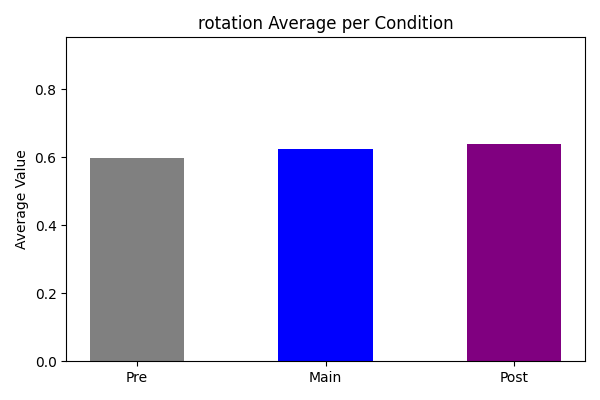 rotation Average per Condition
Average Value
0.8
0.6
0.4
0.2
0.0
Pre
Main
Post